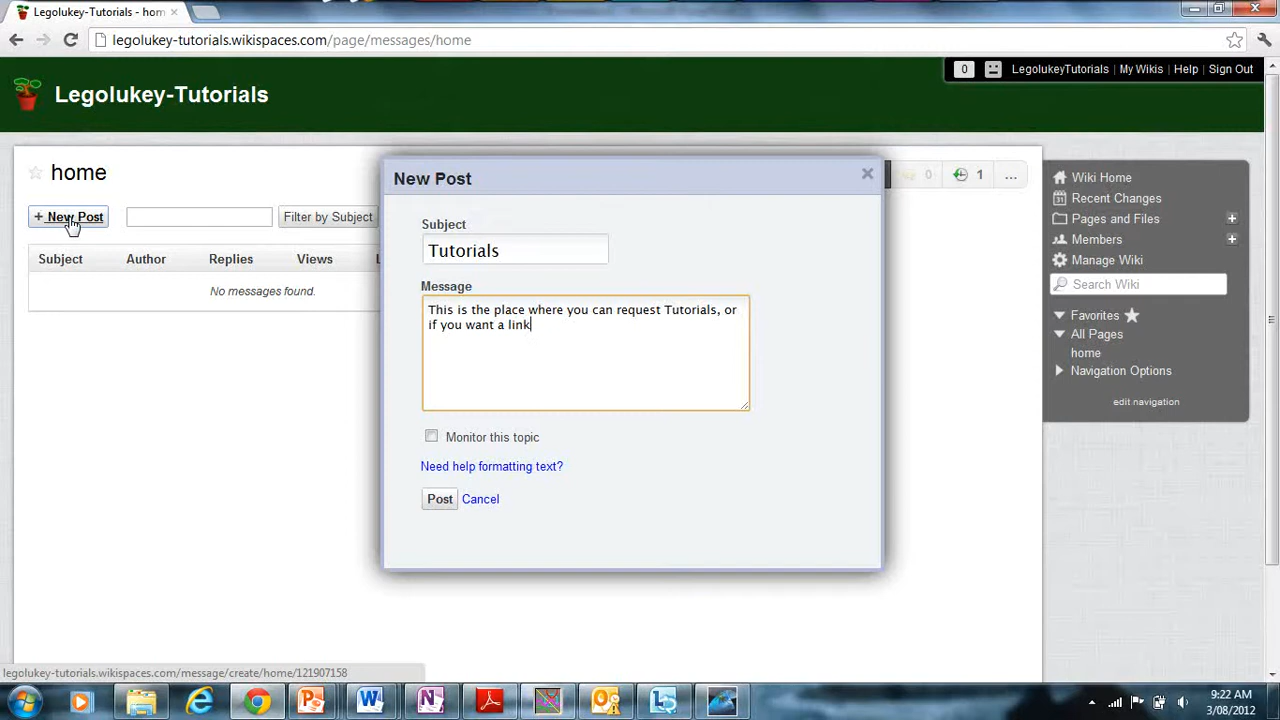 Legolukey-Tutorials - hom
legolukey-tutorials.wikispaces.com/page/messages/home
0 LegolukeyTutorials My Wikis Help Sign Out
Legolukey-Tutorials
home
0 1 ...
+ New Post Filter by Subject
Subject Author Replies Views
No messages found.
New Post
Subject
Tutorials
Message
This is the place where you can request Tutorials, or
if you want a link
Monitor this topic
Need help formatting text?
Post Cancel
Wiki Home
Recent Changes
Pages and Files
Members
Manage Wiki
Search Wiki
Favorites
All Pages
home
Navigation Options
edit navigation
legolukey-tutorials.wikispaces.com/message/create/home/121907158
9:22 AM
3/08/2012